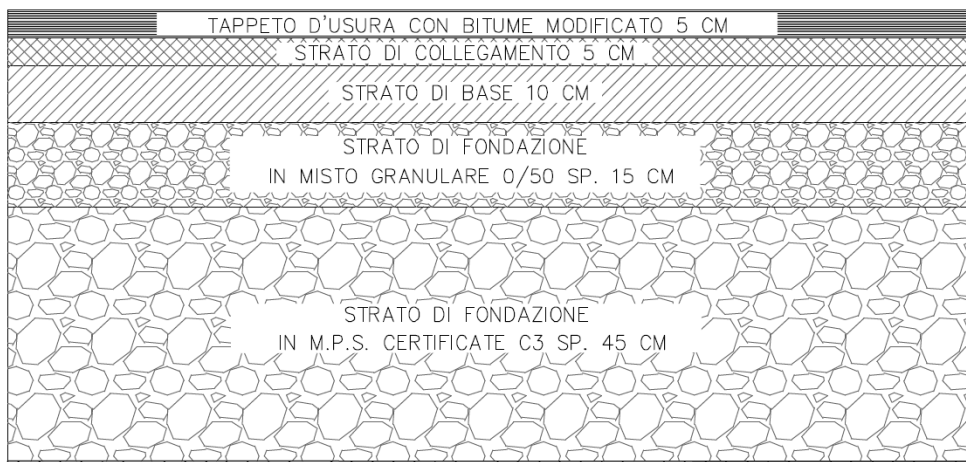 TAPPETO D'USURA CON BITUME MODIFICATO 5 CM
STRATO DI COLLEGAMENTO 5 CM
STRATO DI BASE 10 CM
STRATO DI FONDAZIONE
IN MISTO GRANULARE 0/50 SP. 15 CM
STRATO DI FONDAZIONE
IN M.P.S. CERTIFICATE C3 SP. 45 CM